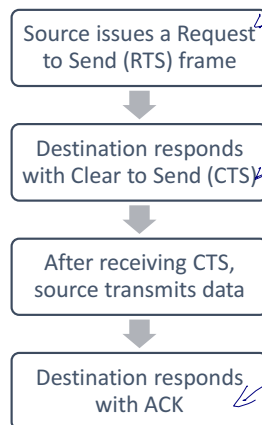 Source issues a Request
to Send (RTS) frame
Destination responds
with Clear to Send (CTS)
After receiving CTS,
source transmits data
Destination responds
with ACK